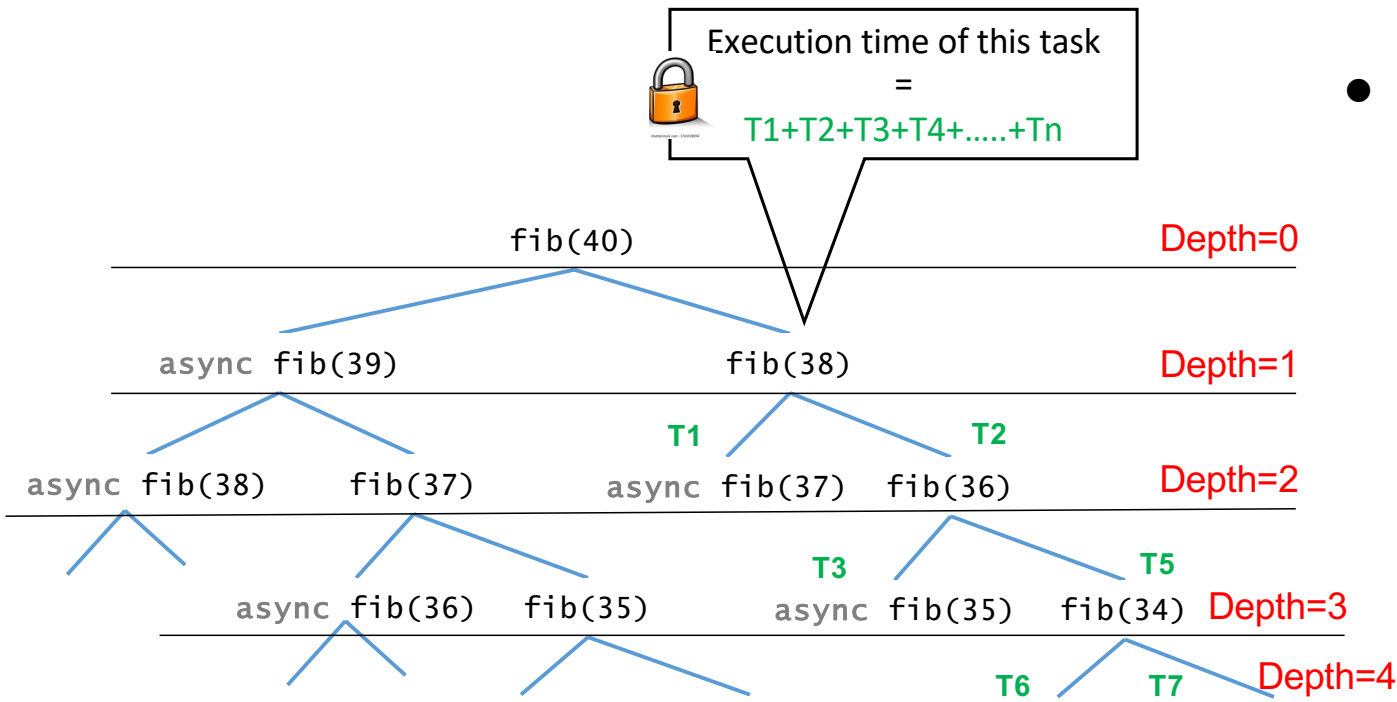 Execution time of this task
=
T1+T2+T3+T4+.....+Tn
fib(40) Depth=0
async fib(39) fib(38) Depth=1
T1 T2
async fib(38) fib(37) async fib(37) fib(36) Depth=2
T3 T5
async fib(36) fib(35) async fib(35) fib(34) Depth=3
T6 T7 Depth=4